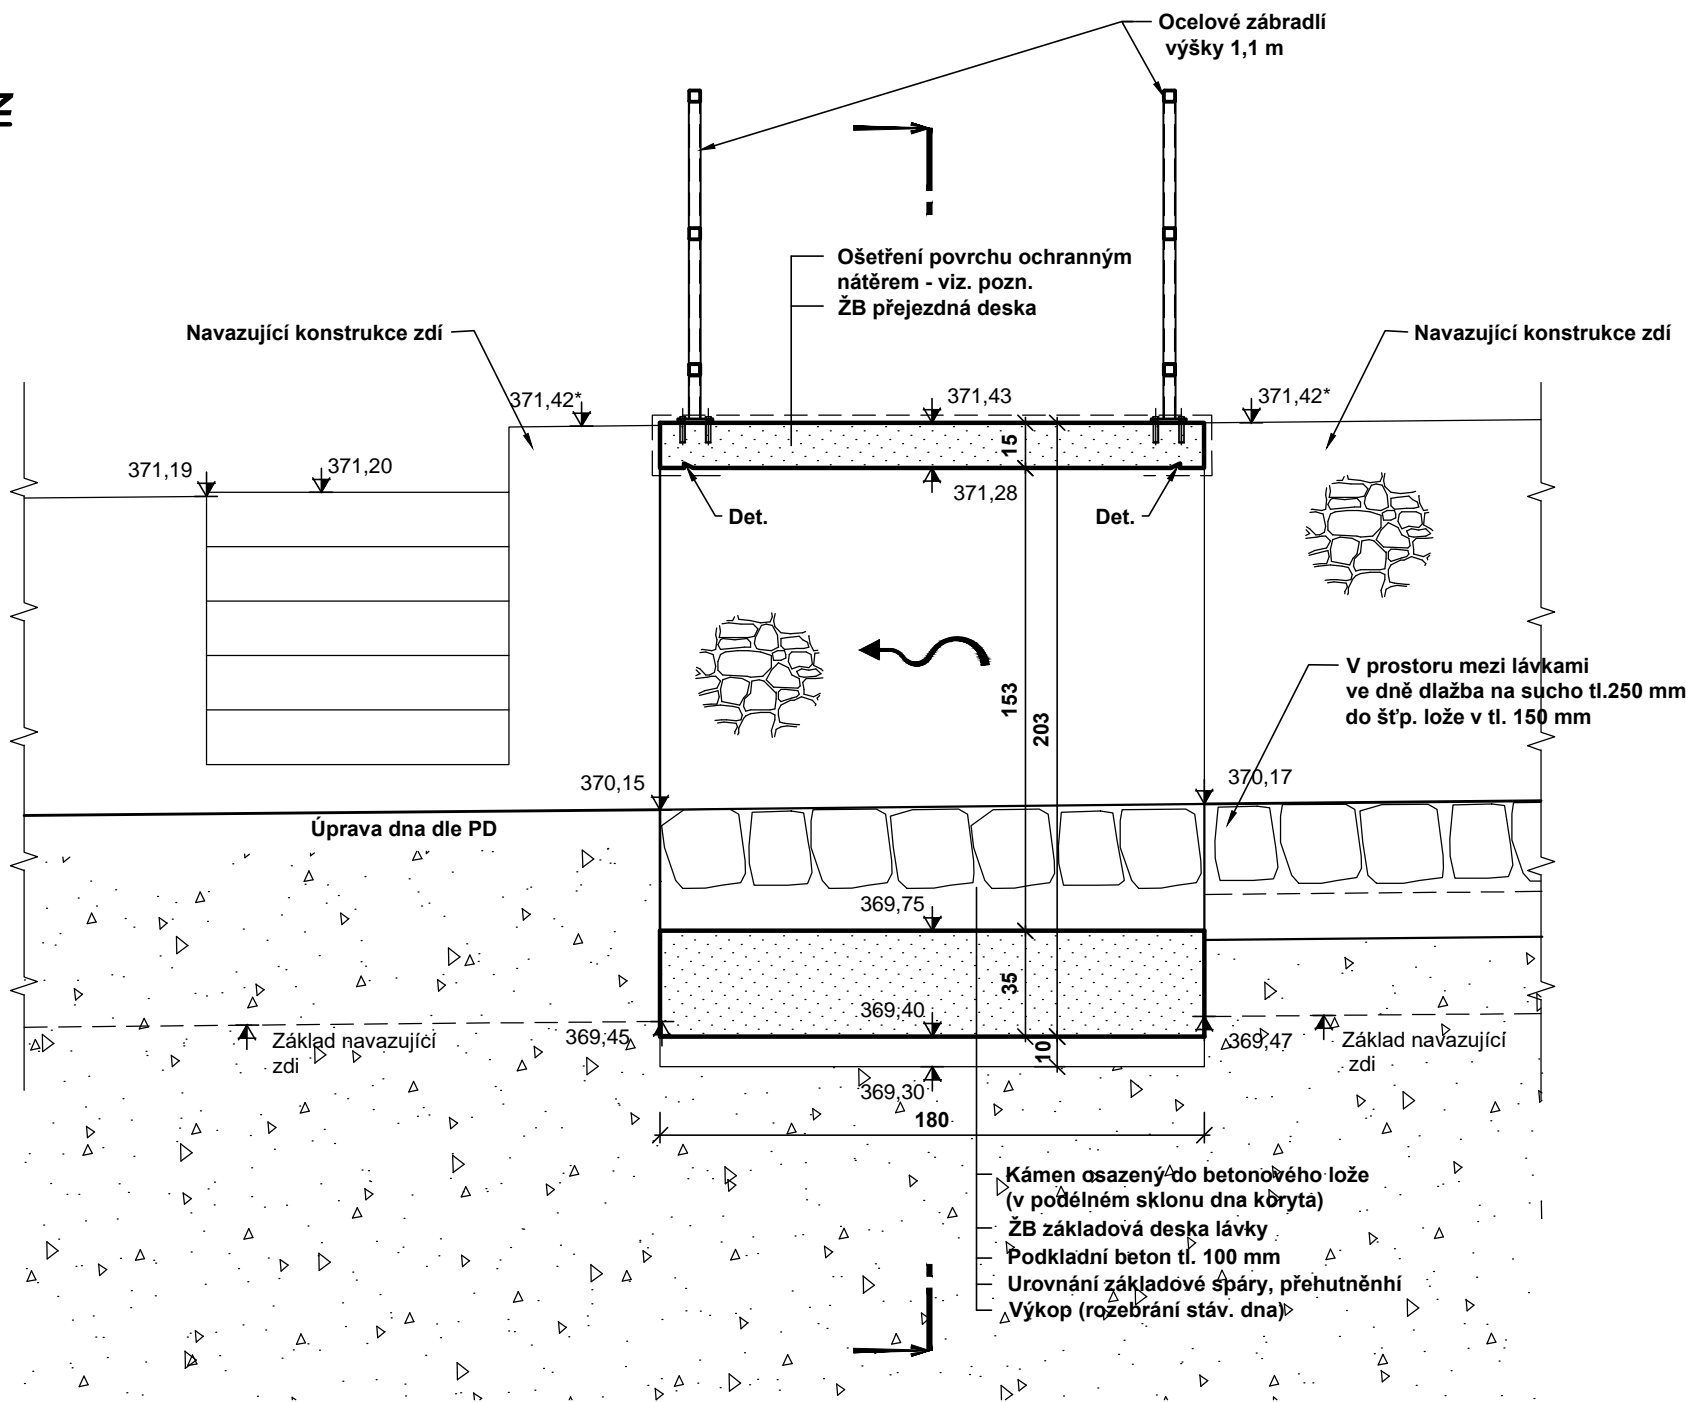 Ocelové zábradlí
výšky 1,1 m
Ošetření povrchu ochranným
nátěrem - viz. pozn.
ŽB přejezdná deska
Navazující konstrukce zdí
Navazující konstrukce zdí
371,42*
371,43
371,42*
15
371,19
371,20
371,28
Det.
Det.
V prostoru mezi lávkami
ve dně dlažba na sucho tl.250 mm
do šťp. lože v tl. 150 mm
153
203
370,15
370,17
Úprava dna dle PD
369,75
35
369,40
369,45
369,47
Základ navazující
zdi
Základ navazující
zdi
10
369,30
180
Kámen osazený do betonového lože
(v podélném sklonu dna koryta)
ŽB základová deska lávky
Podkladní beton tl. 100 mm
Urovnání základové spáry, přehutněnhí
Výkop (rozebrání stáv. dna)